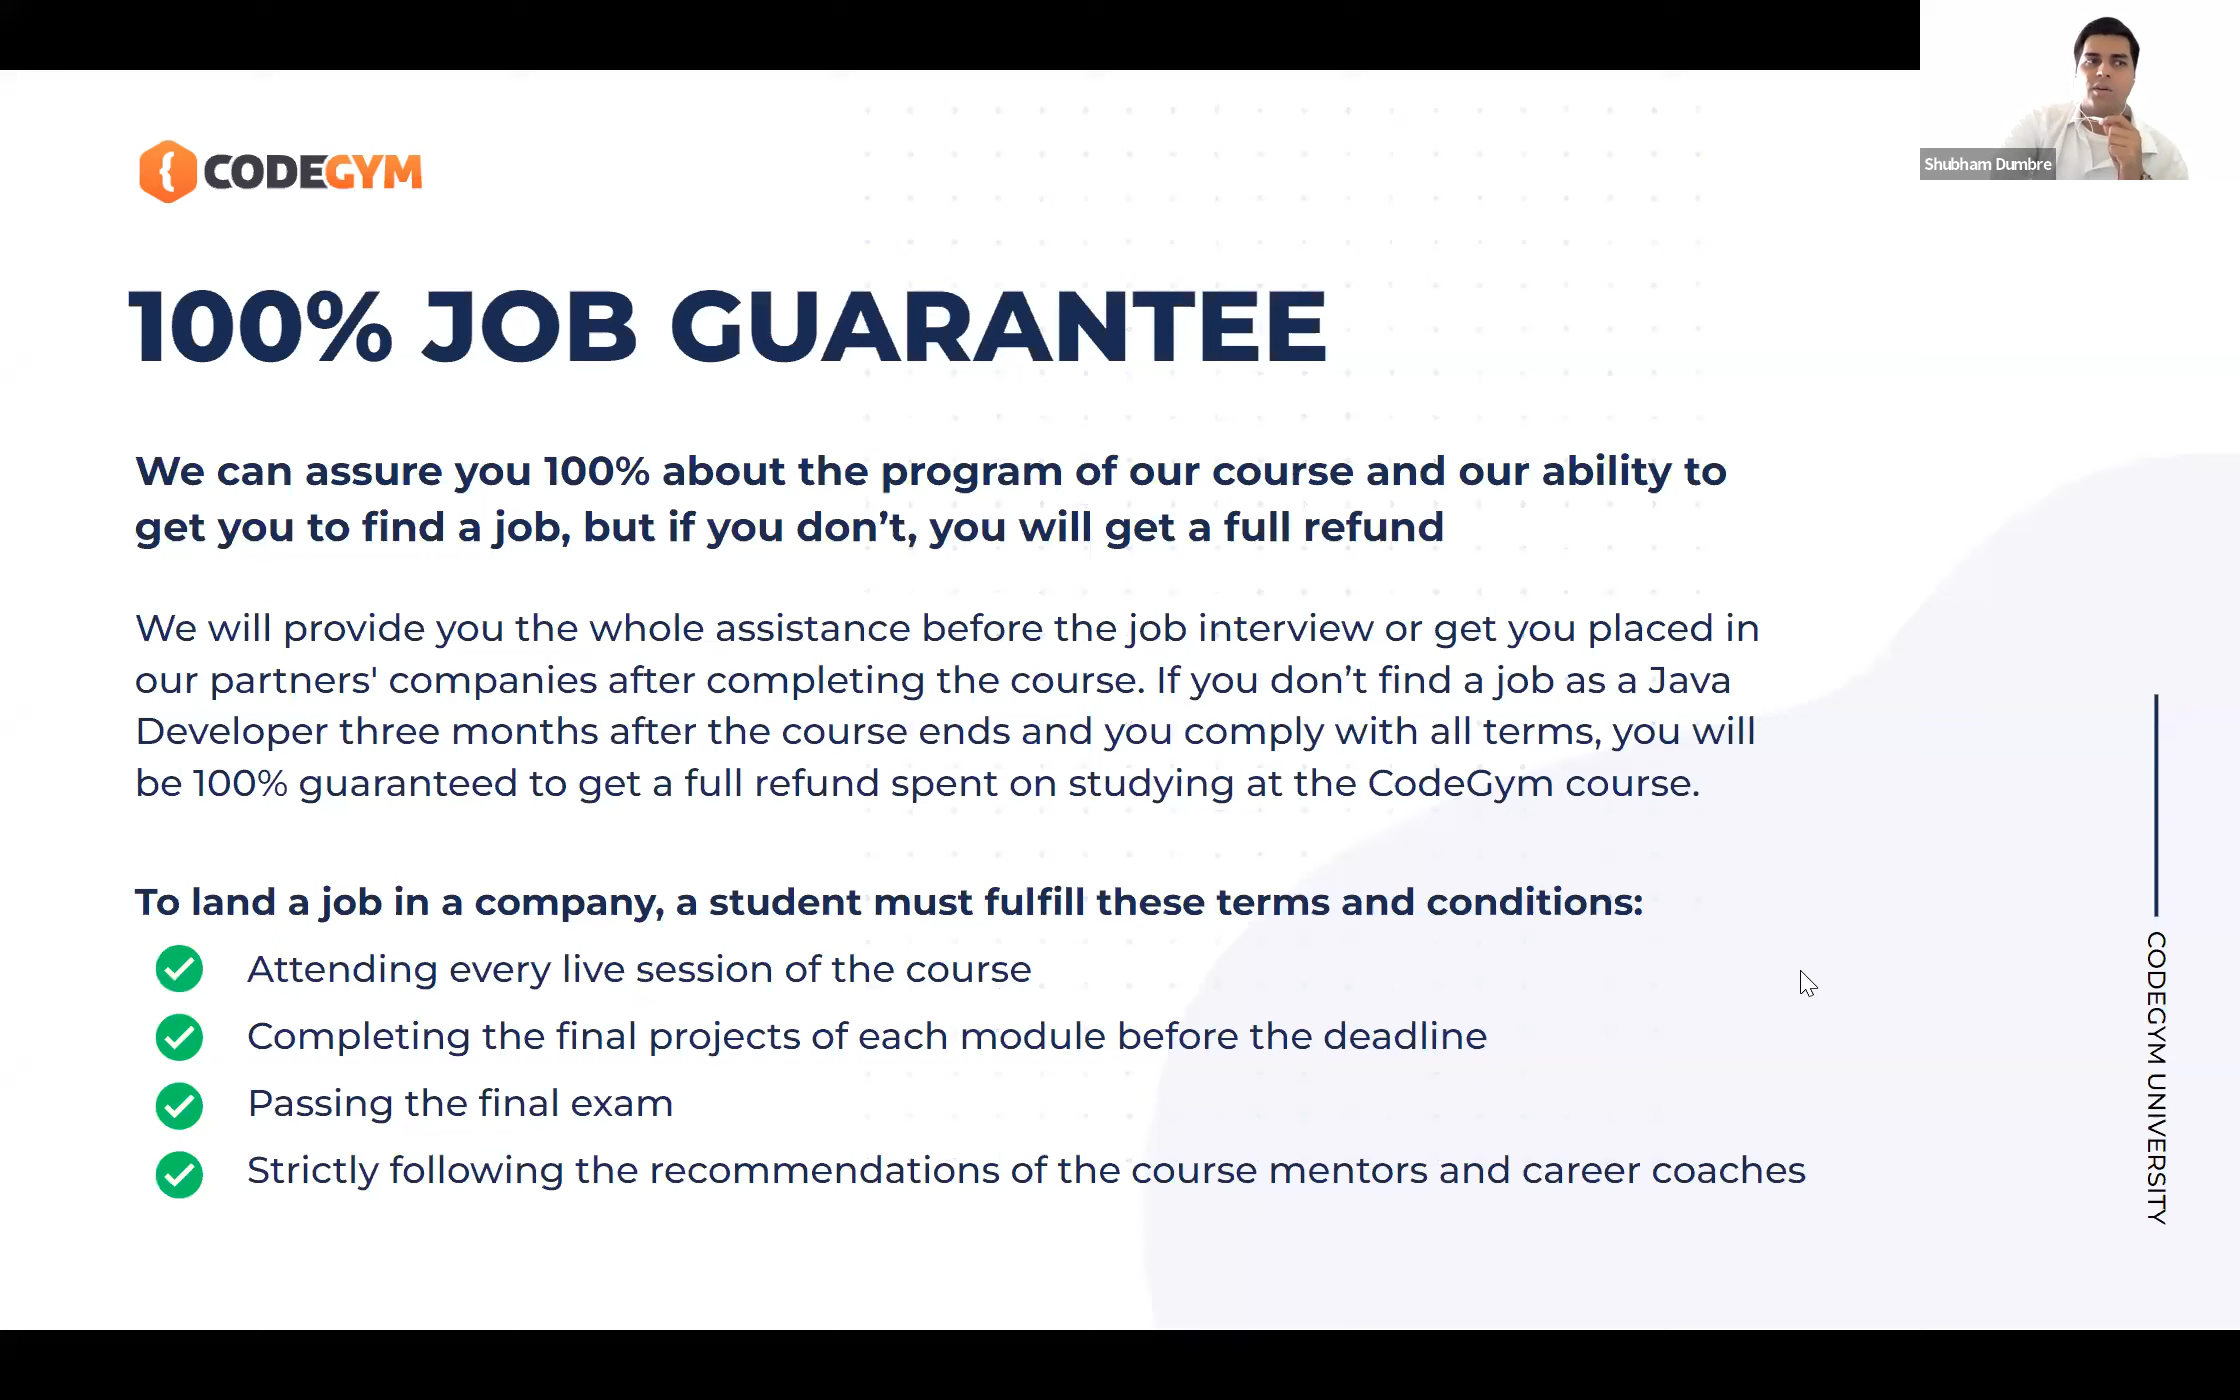 Shubham Dumbre
CODEGYM
100% JOB GUARANTEE
We can assure you 100% about the program of our course and our ability to
get you to find a job, but if you don’t, you will get a full refund
We will provide you the whole assistance before the job interview or get you placed in
our partners' companies after completing the course. If you don’t find a job as a Java
Developer three months after the course ends and you comply with all terms, you will
be 100% guaranteed to get a full refund spent on studying at the CodeGym course.
To land a job in a company, a student must fulfill these terms and conditions:
Attending every live session of the course
Completing the final projects of each module before the deadline
Passing the final exam
Strictly following the recommendations of the course mentors and career coaches
CODEGYM UNIVERSITY